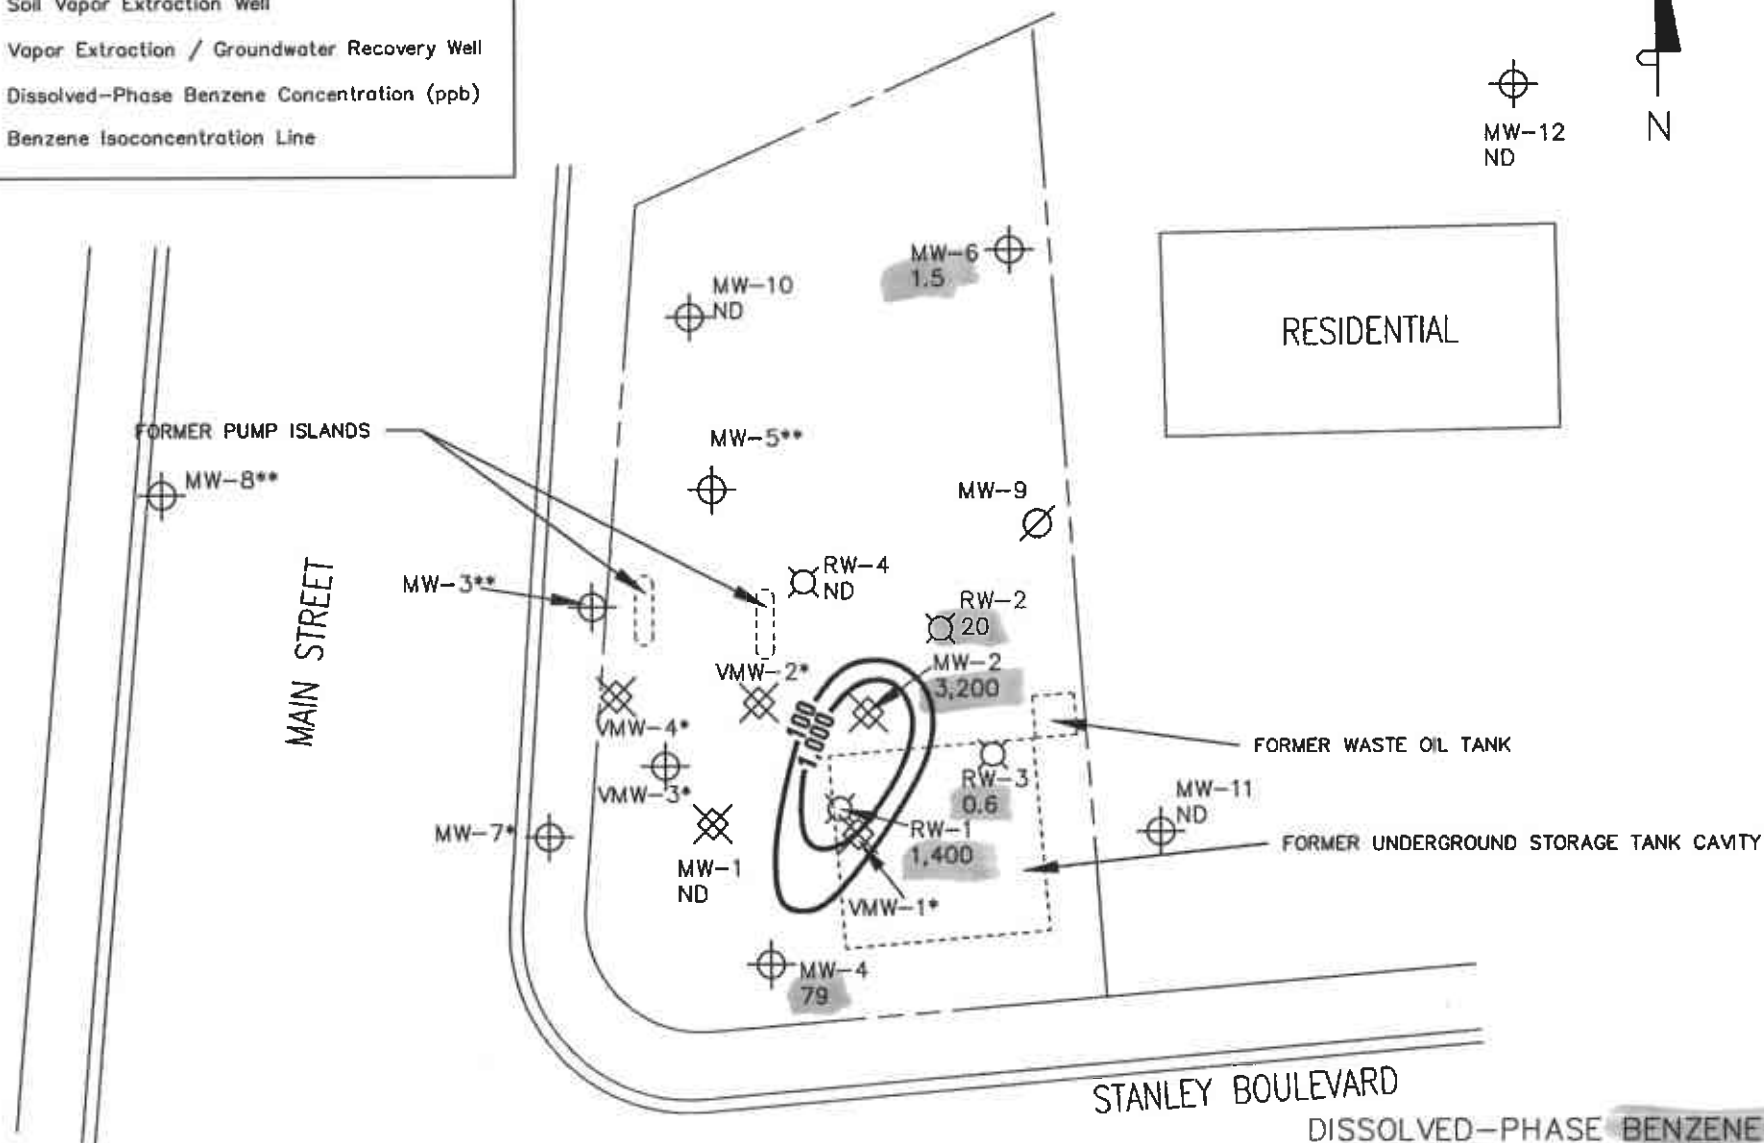 Soil Vapor Extraction Well
Vapor Extraction / Groundwater Recovery Well
Dissolved-Phase Benzene Concentration (ppb)
Benzene Isoconcentration Line
N
MW-12
ND
MW-6
1.5
MW-10
ND
RESIDENTIAL
FORMER PUMP ISLANDS
MW-5**
MW-8**
MW-9
MAIN STREET
MW-3**
RW-4
ND
RW-2
20
VMW-2*
MW-2
3,200
100
1,000
VMW-4*
FORMER WASTE OIL TANK
VMW-3*
RW-3
0.6
MW-11
ND
MW-7*
RW-1
1,400
FORMER UNDERGROUND STORAGE TANK CAVITY
MW-1
ND
VMW-1*
MW-4
79
STANLEY BOULEVARD
DISSOLVED-PHASE BENZENE